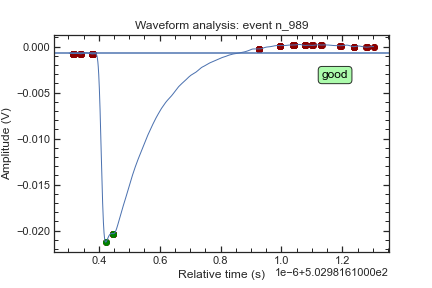 Waveform analysis: event n_989
Amplitude (V)
0.000
−0.005
−0.010
−0.015
−0.020
good
0.4
0.6
0.8
1.0
1.2
1e-6+5.0298161000e2
Relative time (s)